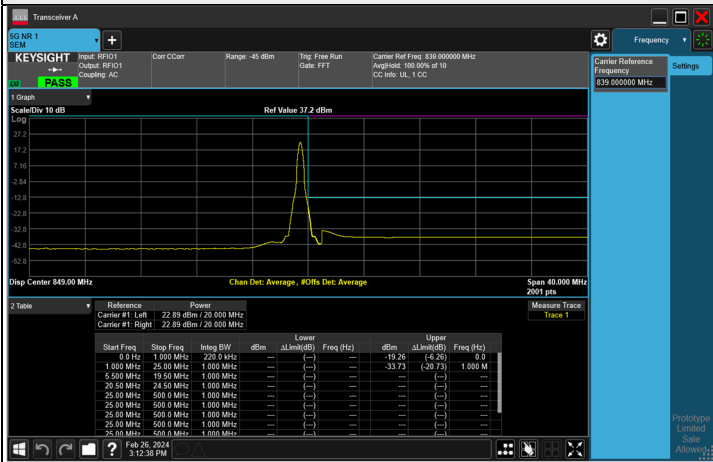 Transceiver A
5G NR 1
SEM
+
Frequency
KEYSIGHT
Input: RFIO1
Output: RFIO1
Coupling: AC
Corr CCorr
Range: -45 dBm
Trig: Free Run
Gate: FFT
Carrier Ref Freq: 839.000000 MHz
Avg|Hold: 100.00% of 10
CC Info: UL, 1 CC
PASS
Carrier Reference
Frequency
839.000000 MHz
Settings
1 Graph
Scale/Div 10 dB
Ref Value 37.2 dBm
Log
27.2
17.2
7.16
-2.84
-12.8
-22.8
-32.8
-42.8
-52.8
Disp Center 849.00 MHz
Chan Det: Average , #Offs Det: Average
Span 40.000 MHz
2001 pts
2 Table
Reference Power
Carrier #1: Left 22.89 dBm / 20.000 MHz
Carrier #1: Right 22.89 dBm / 20.000 MHz
Measure Trace
Trace 1
Lower Upper
Start Freq Stop Freq Integ BW dBm ΔLimit(dB) Freq (Hz) dBm ΔLimit(dB) Freq (Hz)
0.0 Hz 1.000 MHz 220.0 kHz --- (---) --- -19.26 (-6.26) 0.0
1.000 MHz 25.00 MHz 1.000 MHz --- (---) --- -33.73 (-20.73) 1.000 M
5.500 MHz 19.50 MHz 1.000 MHz --- (---) --- --- (---) ---
20.50 MHz 24.50 MHz 1.000 MHz --- (---) --- --- (---) ---
25.00 MHz 500.0 MHz 1.000 MHz --- (---) --- --- (---) ---
25.00 MHz 500.0 MHz 1.000 MHz --- (---) --- --- (---) ---
25.00 MHz 500.0 MHz 1.000 MHz --- (---) --- --- (---) ---
25.00 MHz 500.0 MHz 1.000 MHz --- (---) --- --- (---) ---
25.00 MHz 500.0 MHz 1.000 MHz --- (---) --- --- (---) ---
Prototype
Limited
Sale
Allowed
?
Feb 26, 2024
3:12:38 PM